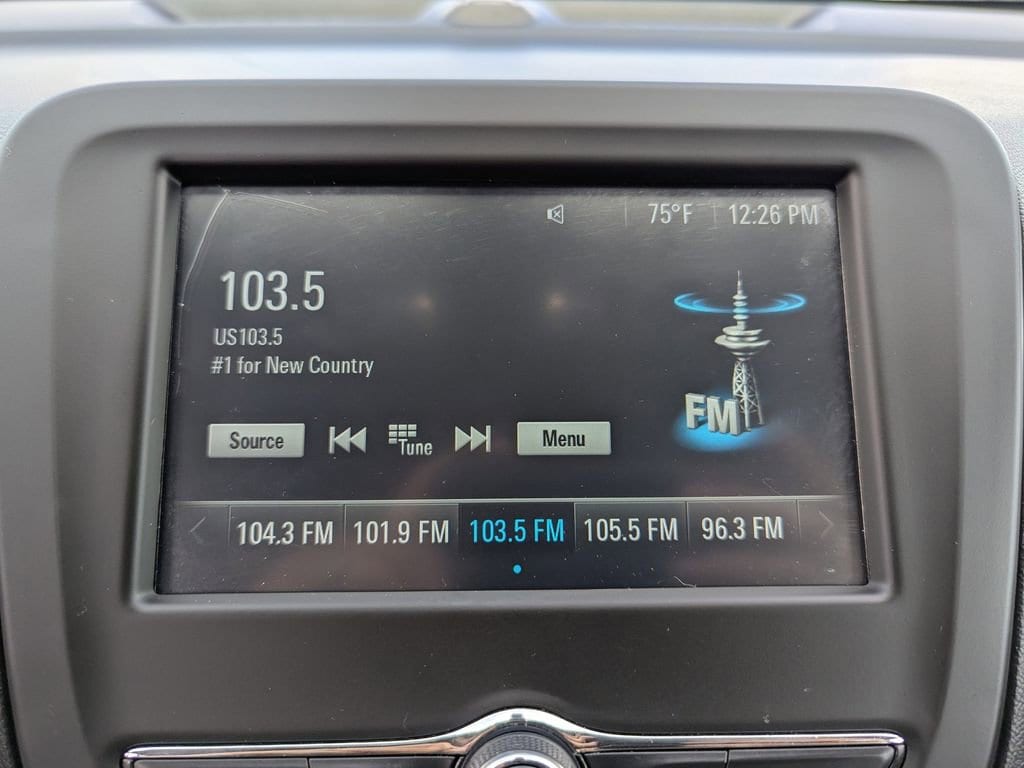 75°F 12:26 PM
103.5
US103.5
#1 for New Country
FM
Source Tune Menu
104.3 FM 101.9 FM 103.5 FM 105.5 FM 96.3 FM